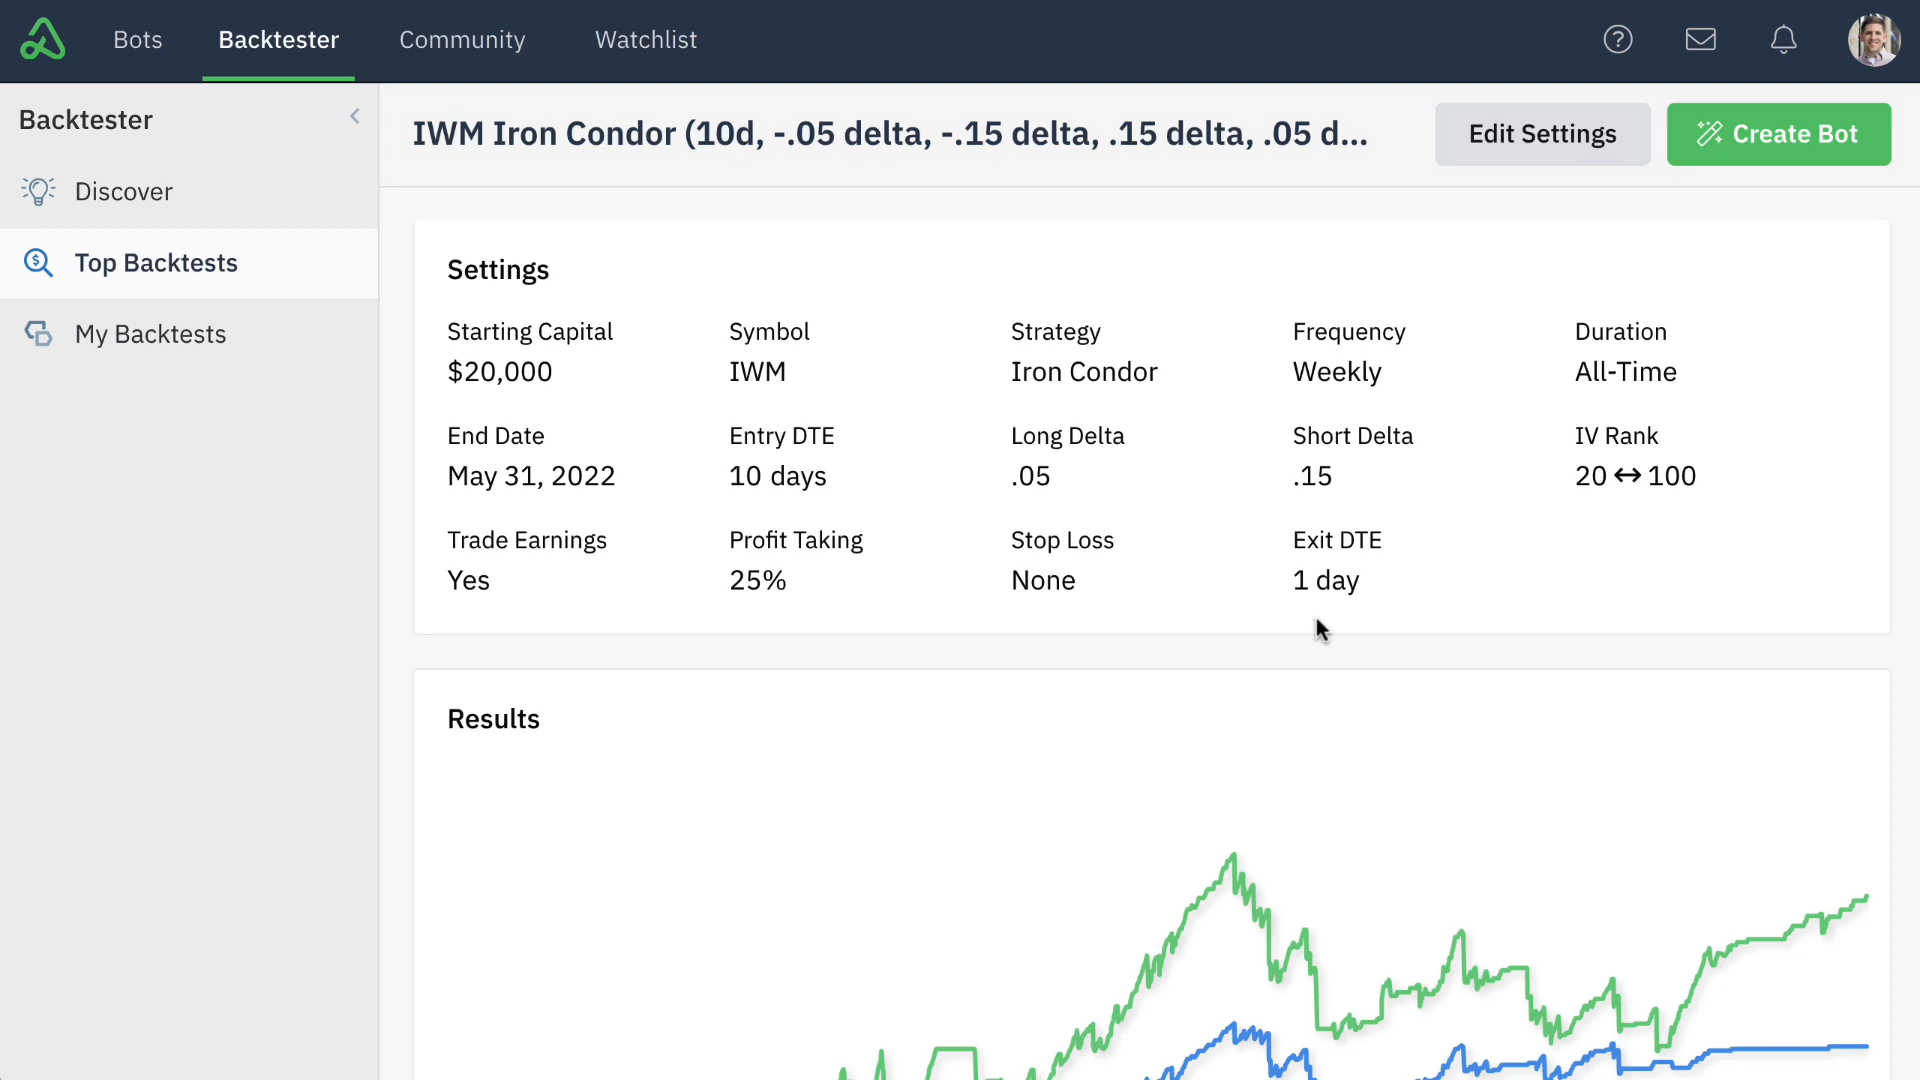 Bots
Backtester
Community
Watchlist
Backtester
Discover
Top Backtests
My Backtests
IWM Iron Condor (10d, -.05 delta, -.15 delta, .15 delta, .05 d...
Edit Settings
Create Bot
Settings
Starting Capital
$20,000
Symbol
IWM
Strategy
Iron Condor
Frequency
Weekly
Duration
All-Time
End Date
May 31, 2022
Entry DTE
10 days
Long Delta
.05
Short Delta
.15
IV Rank
20 ↔ 100
Trade Earnings
Yes
Profit Taking
25%
Stop Loss
None
Exit DTE
1 day
Results